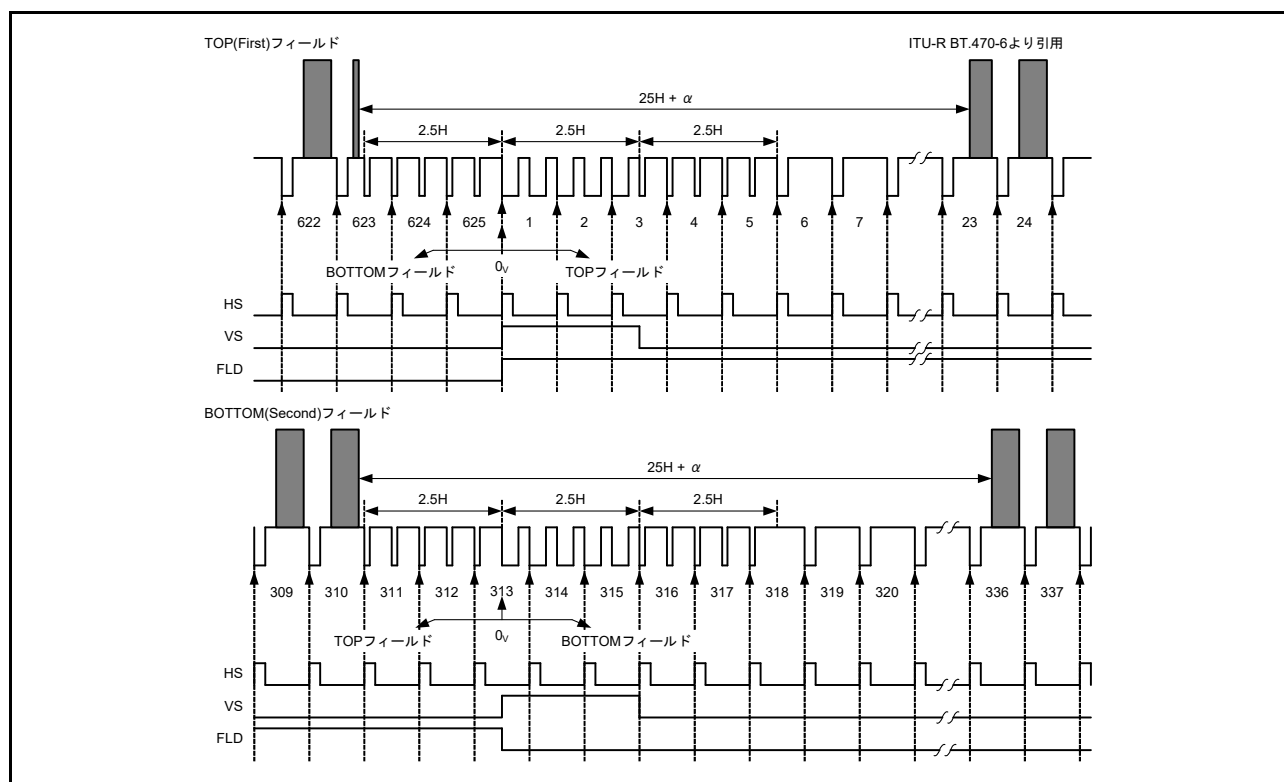 TOP(First)フィールド
ITU-R BT.470-6より引用
25H + α
2.5H 2.5H 2.5H
622 623 624 625 1 2 3 4 5 6 7 23 24
BOTTOMフィールド 0V TOPフィールド
HS
VS
FLD
BOTTOM(Second)フィールド
25H + α
2.5H 2.5H 2.5H
309 310 311 312 313 314 315 316 317 318 319 320 336 337
TOPフィールド 0V BOTTOMフィールド
HS
VS
FLD